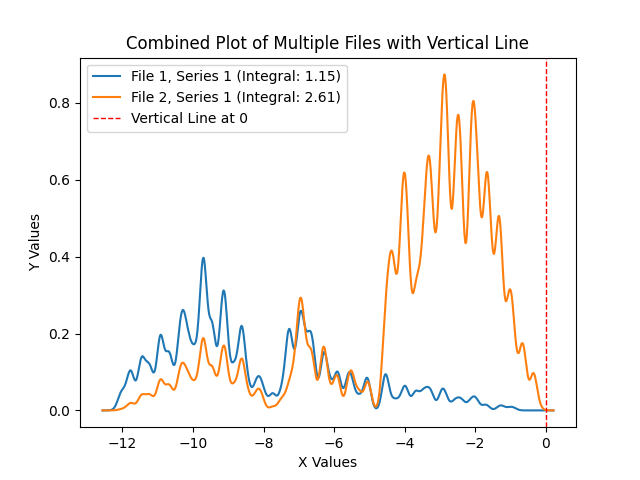 Combined Plot of Multiple Files with Vertical Line
File 1, Series 1 (Integral: 1.15)
File 2, Series 1 (Integral: 2.61)
Vertical Line at 0
Y Values
0.8
0.6
0.4
0.2
0.0
−12 −10 −8 −6 −4 −2 0
X Values